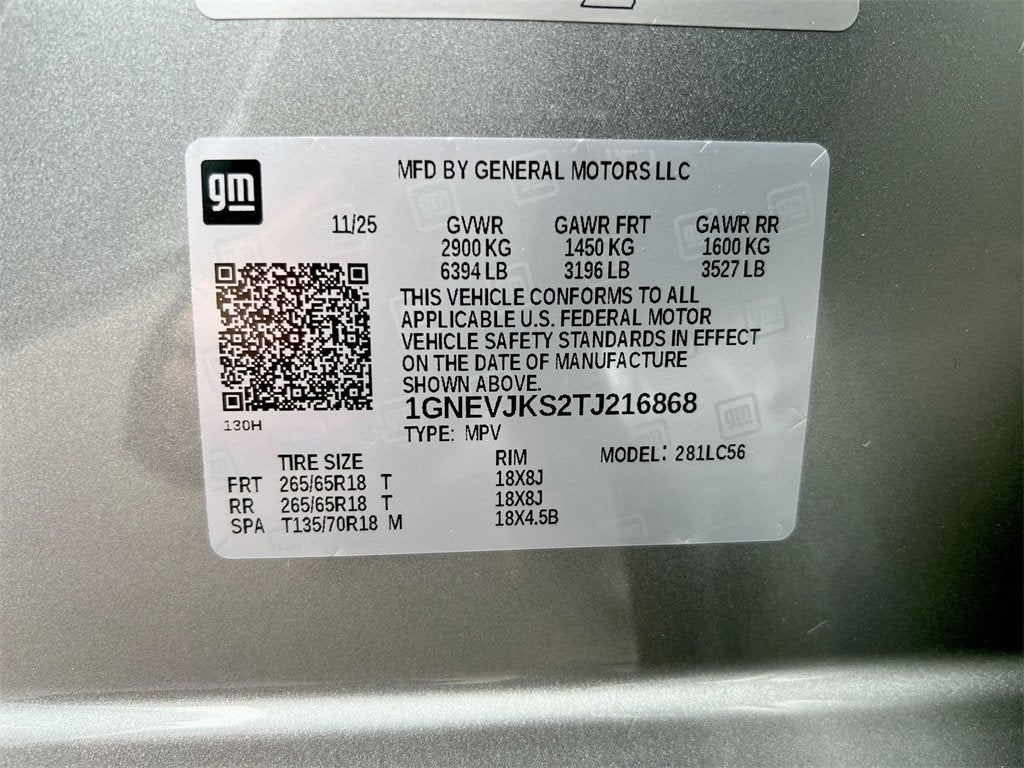 gm
MFD BY GENERAL MOTORS LLC
11/25 GVWR GAWR FRT GAWR RR
2900 KG 1450 KG 1600 KG
6394 LB 3196 LB 3527 LB
THIS VEHICLE CONFORMS TO ALL
APPLICABLE U.S. FEDERAL MOTOR
VEHICLE SAFETY STANDARDS IN EFFECT
ON THE DATE OF MANUFACTURE
SHOWN ABOVE.
1GNEVJKS2TJ216868
130H
TYPE: MPV
TIRE SIZE RIM MODEL: 281LC56
FRT 265/65R18 T 18X8J
RR 265/65R18 T 18X8J
SPA T135/70R18 M 18X4.5B